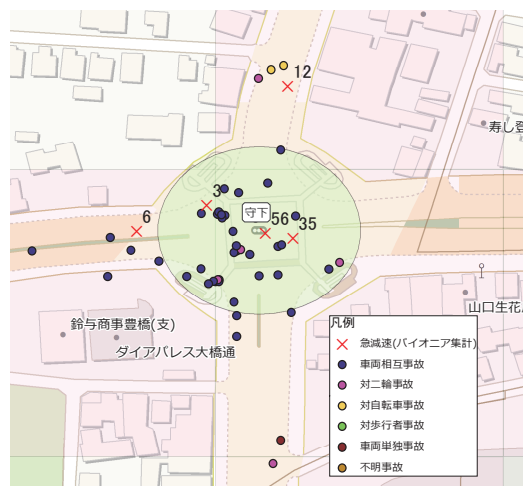 12
寿し登
3
守下
56
35
6
山口生花
鈴与商事豊橋(支)
ダイアパレス大橋通
凡例
急減速(パイオニア集計)
車両相互事故
対二輪事故
対自転車事故
対歩行者事故
車両単独事故
不明事故